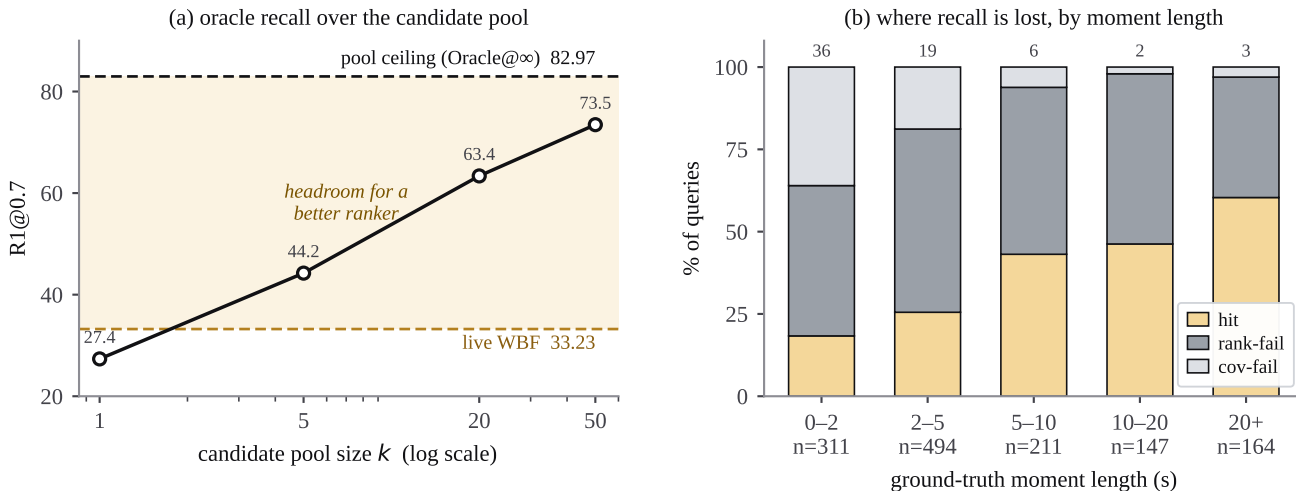 (a) oracle recall over the candidate pool
pool ceiling (Oracle@∞) 82.97
80
60
40
20
R1@0.7
27.4
44.2
63.4
73.5
headroom for a
better ranker
live WBF 33.23
1
5
20
50
candidate pool size k (log scale)
(b) where recall is lost, by moment length
36
19
6
2
3
100
75
50
25
0
% of queries
hit
rank-fail
cov-fail
0–2
n=311
2–5
n=494
5–10
n=211
10–20
n=147
20+
n=164
ground-truth moment length (s)